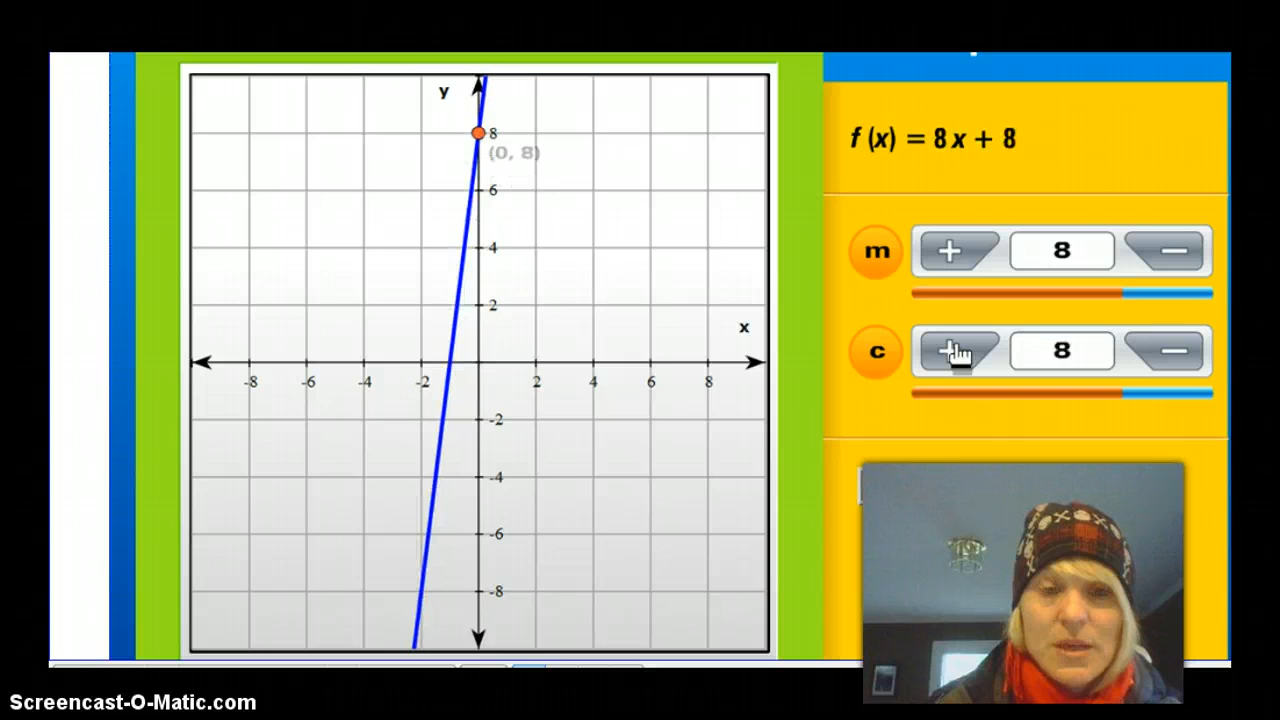 y
8
(0, 8)
6
4
2
x
-8 -6 -4 -2 2 4 6 8
-2
-4
-6
-8
f (x) = 8x + 8
m + 8 −
c + 8 −
Screencast-O-Matic.com